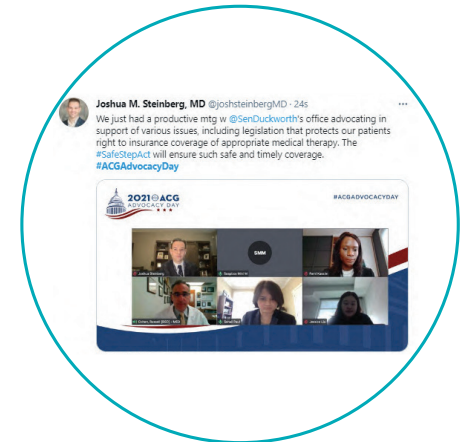 Joshua M. Steinberg, MD @joshsteinbergMD · 24s
We just had a productive mtg w @SenDuckworth's office advocating in
support of various issues, including legislation that protects our patients
right to insurance coverage of appropriate medical therapy. The
#SafeStepAct will ensure such safe and timely coverage.
#ACGAdvocacyDay
2021 ACG
ADVOCACY DAY
#ACGADVOCACYDAY
SMM
Joshua Steinberg